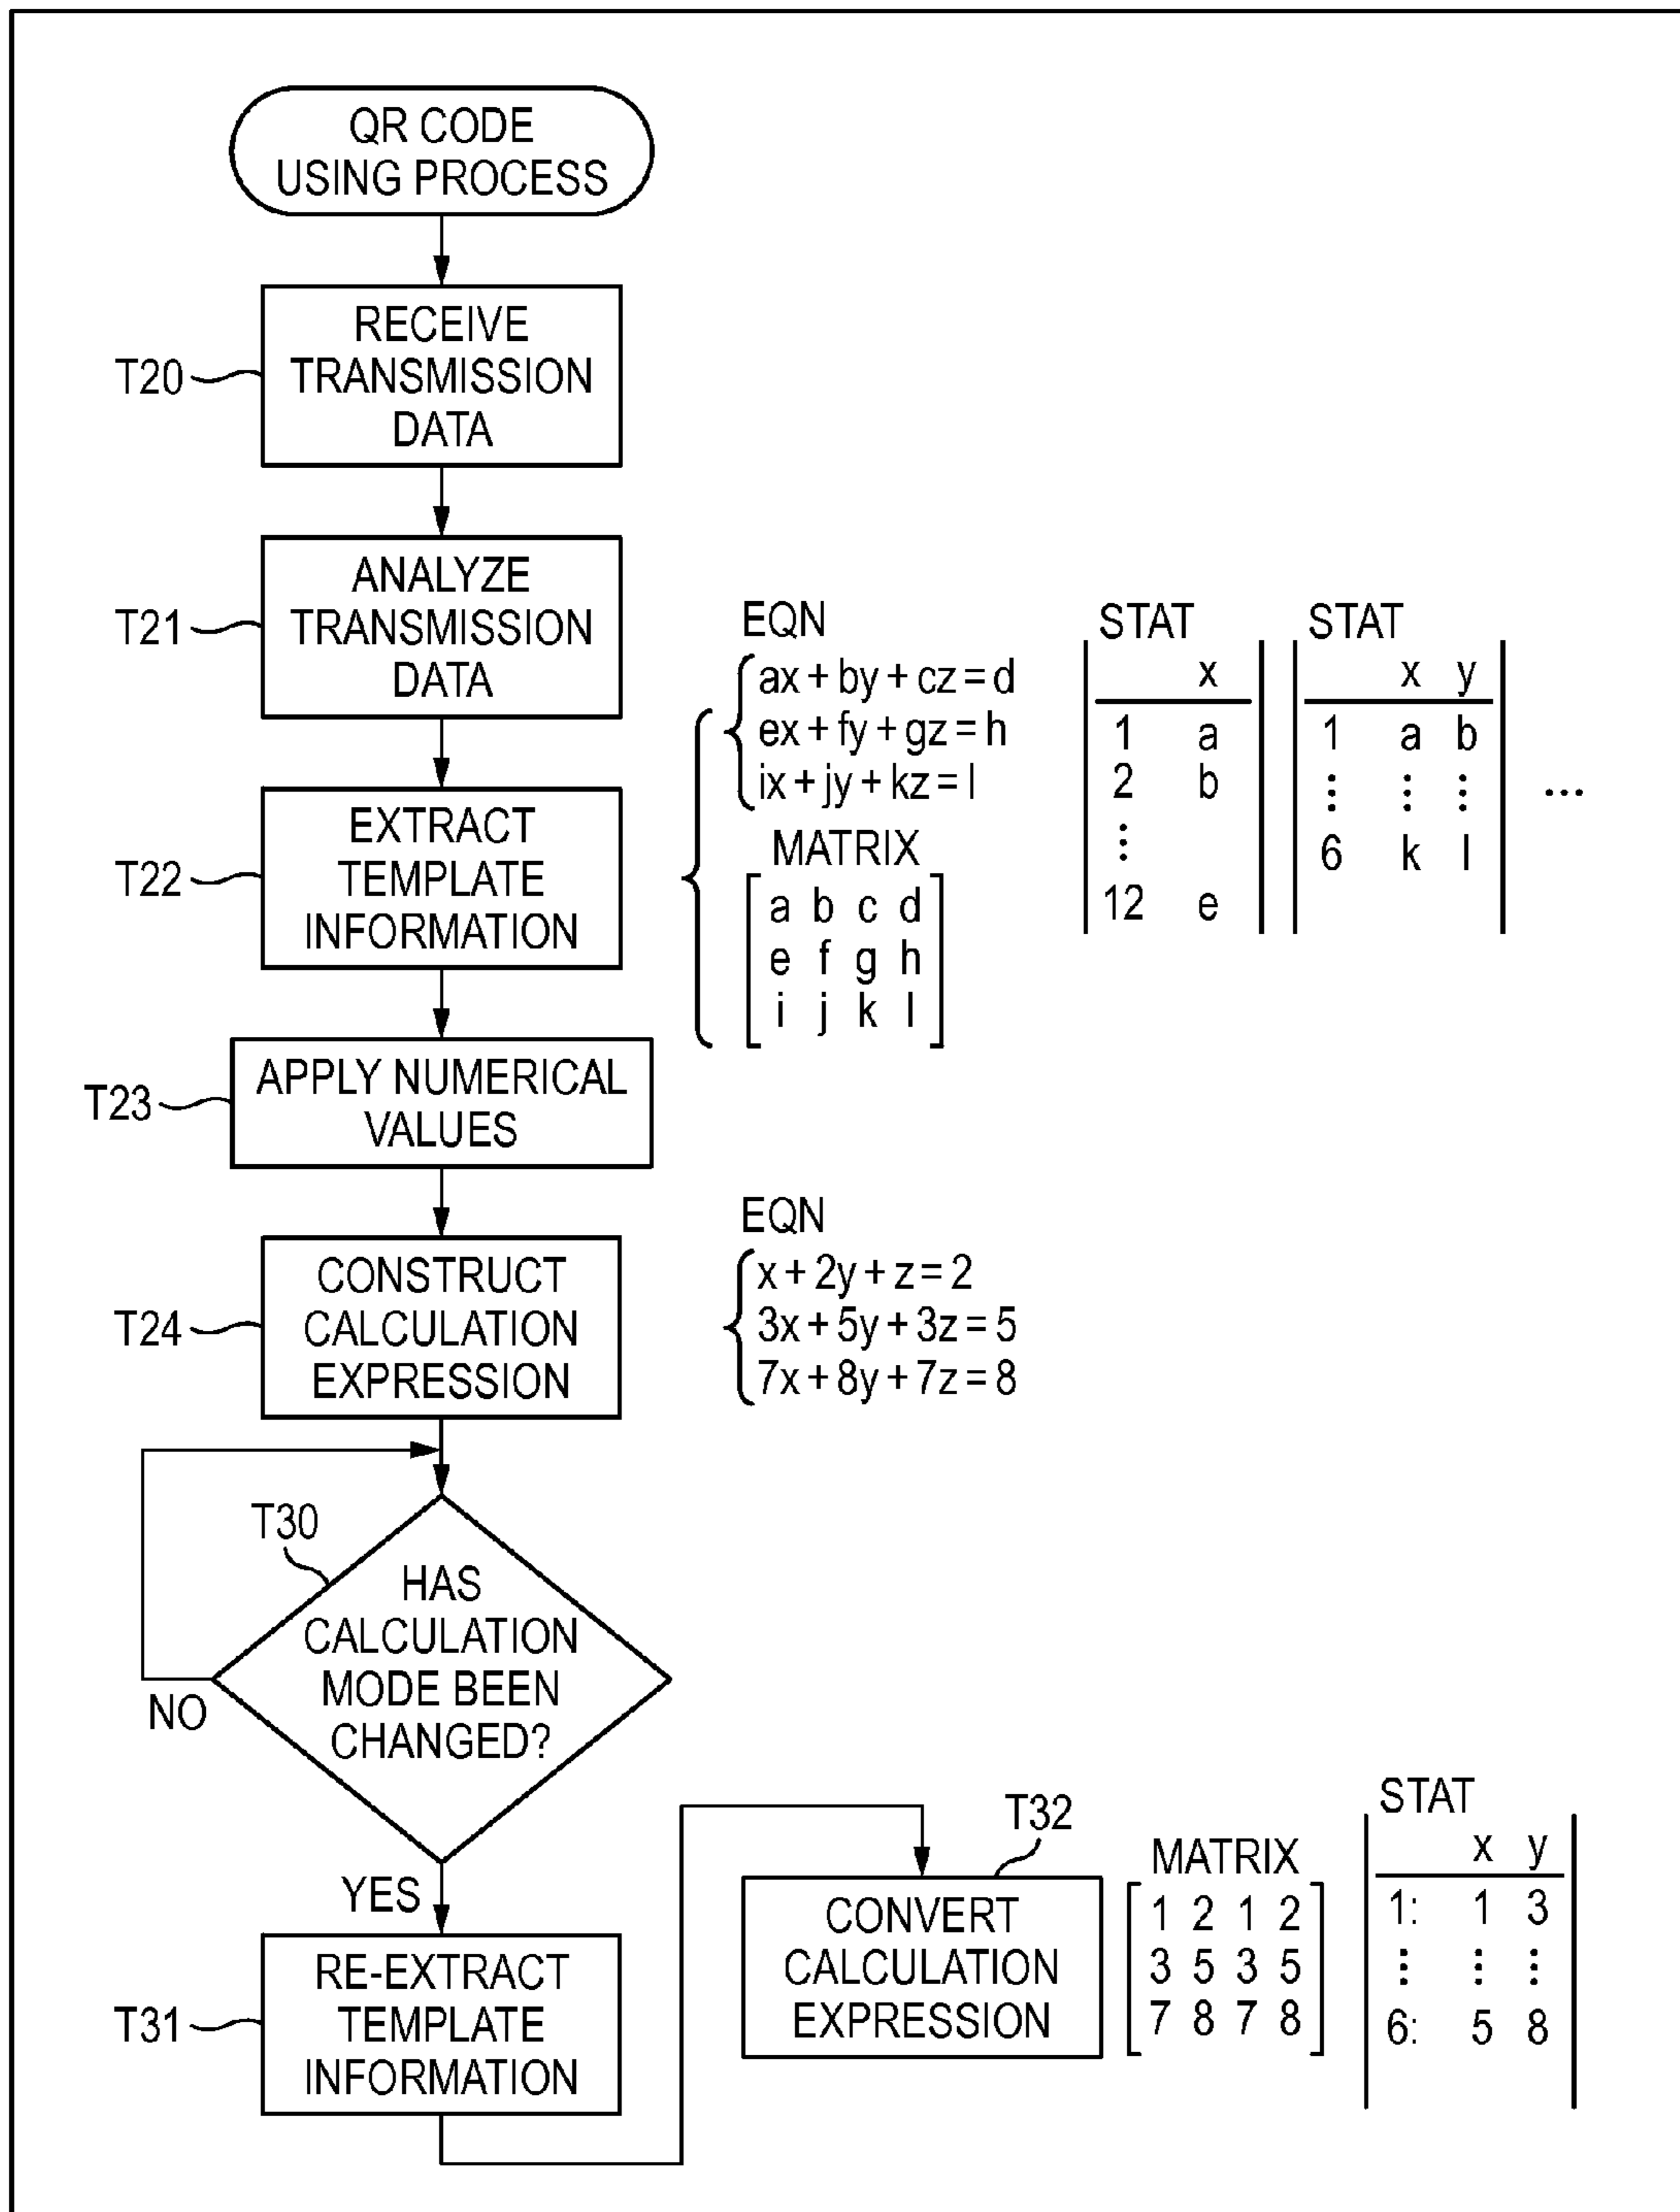 QR CODE
USING PROCESS
T20
RECEIVE
TRANSMISSION
DATA
T21
ANALYZE
TRANSMISSION
DATA
T22
EXTRACT
TEMPLATE
INFORMATION
EQN
ax + by + cz = d
ex + fy + gz = h
ix + jy + kz = l
MATRIX
a b c d
e f g h
i j k l
STAT
x
1 a
2 b
⋮
12 e
STAT
x y
1 a b
⋮ ⋮ ⋮
6 k l
...
T23
APPLY NUMERICAL
VALUES
T24
CONSTRUCT
CALCULATION
EXPRESSION
EQN
x + 2y + z = 2
3x + 5y + 3z = 5
7x + 8y + 7z = 8
T30
HAS
CALCULATION
MODE BEEN
CHANGED?
NO
YES
T31
RE-EXTRACT
TEMPLATE
INFORMATION
T32
CONVERT
CALCULATION
EXPRESSION
MATRIX
1 2 1 2
3 5 3 5
7 8 7 8
STAT
x y
1: 1 3
⋮ ⋮ ⋮
6: 5 8